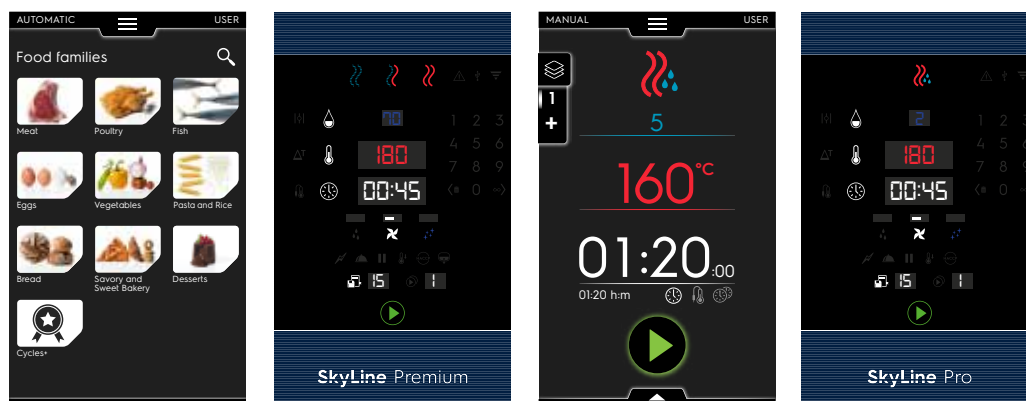 AUTOMATIC USER
Food families
Meat Poultry Fish
Eggs Vegetables Pasta and Rice
Bread Savory and Sweet Bakery Desserts
Cycles+
70
1 2 3
4 5 6
180
7 8 9
00:45
0
15 1
SkyLine Premium
MANUAL USER
1
+
5
160°C
01:20:00
01:20 h:m
2
1 2
4 5
180
7 8
00:45
0
15 1
SkyLine Pro